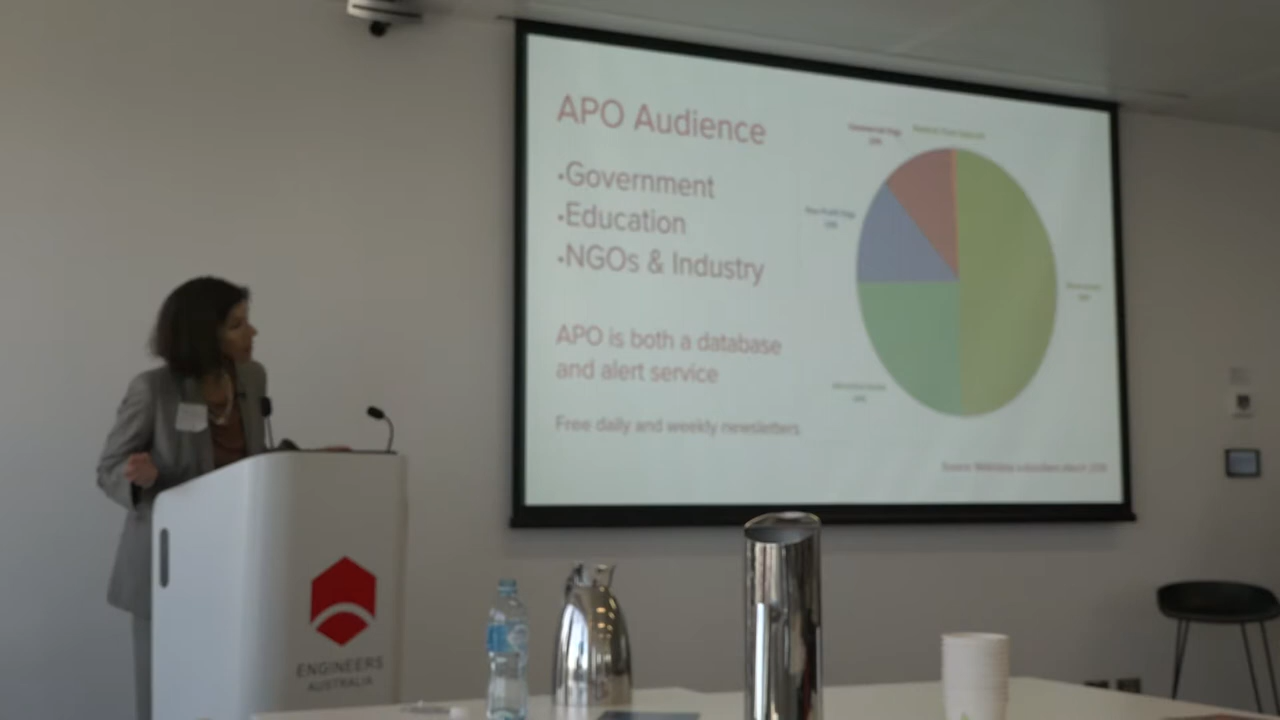 APO Audience
•Government
•Education
•NGOs & Industry
APO is both a database
and alert service
Free daily and weekly newsletters
ENGINEERS
AUSTRALIA